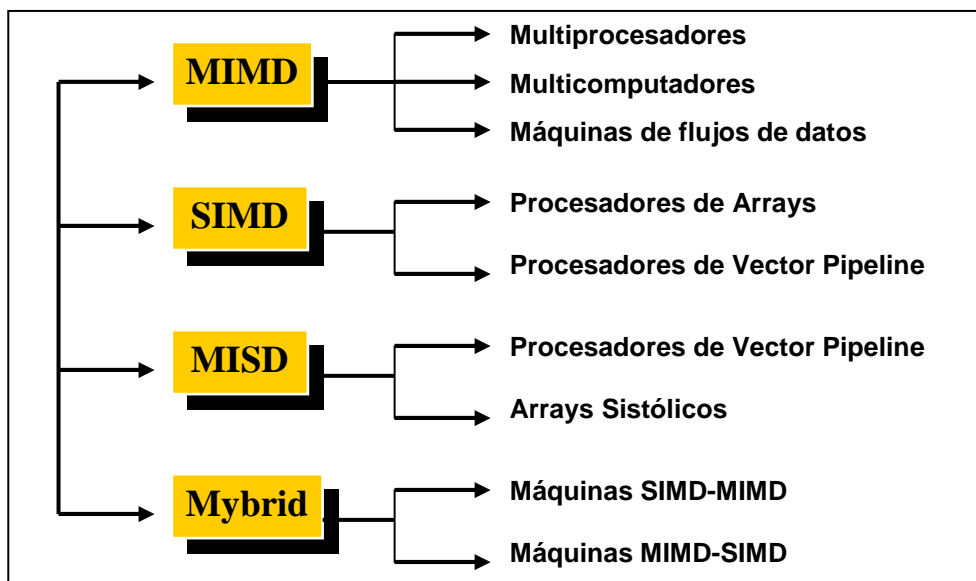 MIMD
Multiprocesadores
Multicomputadores
Máquinas de flujos de datos
SIMD
Procesadores de Arrays
Procesadores de Vector Pipeline
MISD
Procesadores de Vector Pipeline
Arrays Sistólicos
Mybrid
Máquinas SIMD-MIMD
Máquinas MIMD-SIMD